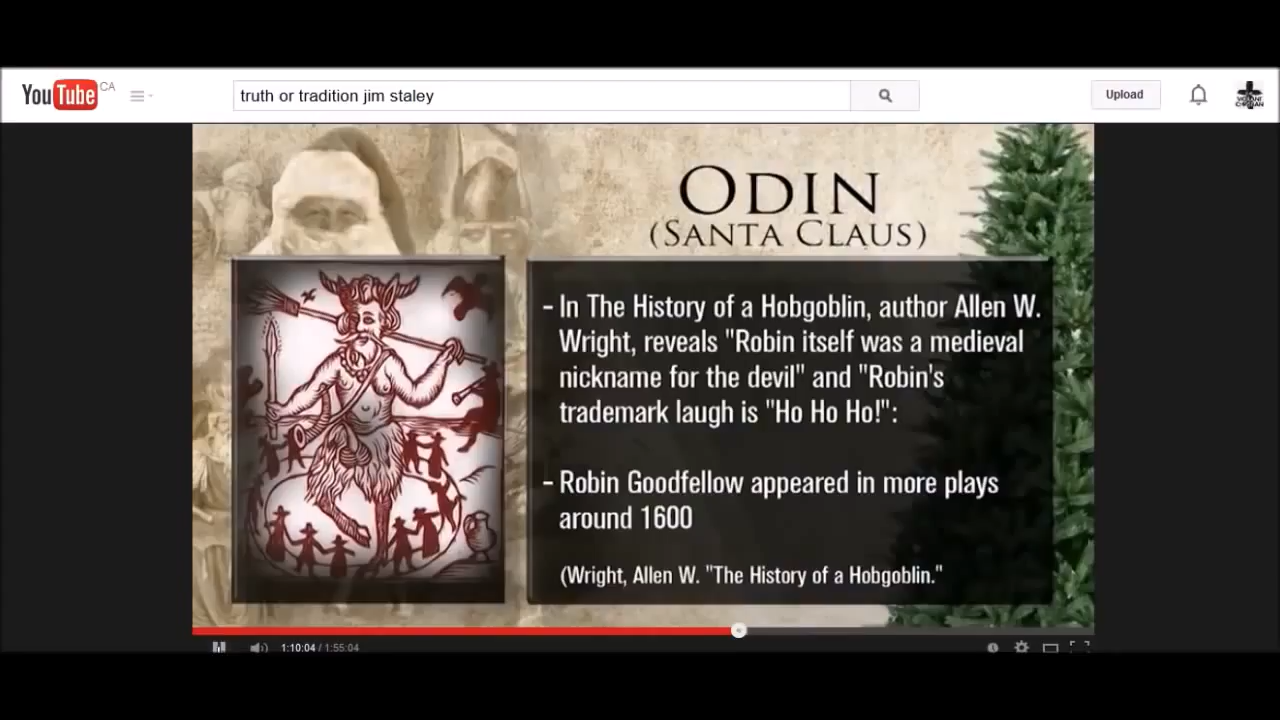 YouTube CA
truth or tradition jim staley
Upload
ODIN
(SANTA CLAUS)
- In The History of a Hobgoblin, author Allen W.
Wright, reveals "Robin itself was a medieval
nickname for the devil" and "Robin's
trademark laugh is "Ho Ho Ho!":
- Robin Goodfellow appeared in more plays
around 1600
(Wright, Allen W. "The History of a Hobgoblin."
1:10:04 / 1:55:04